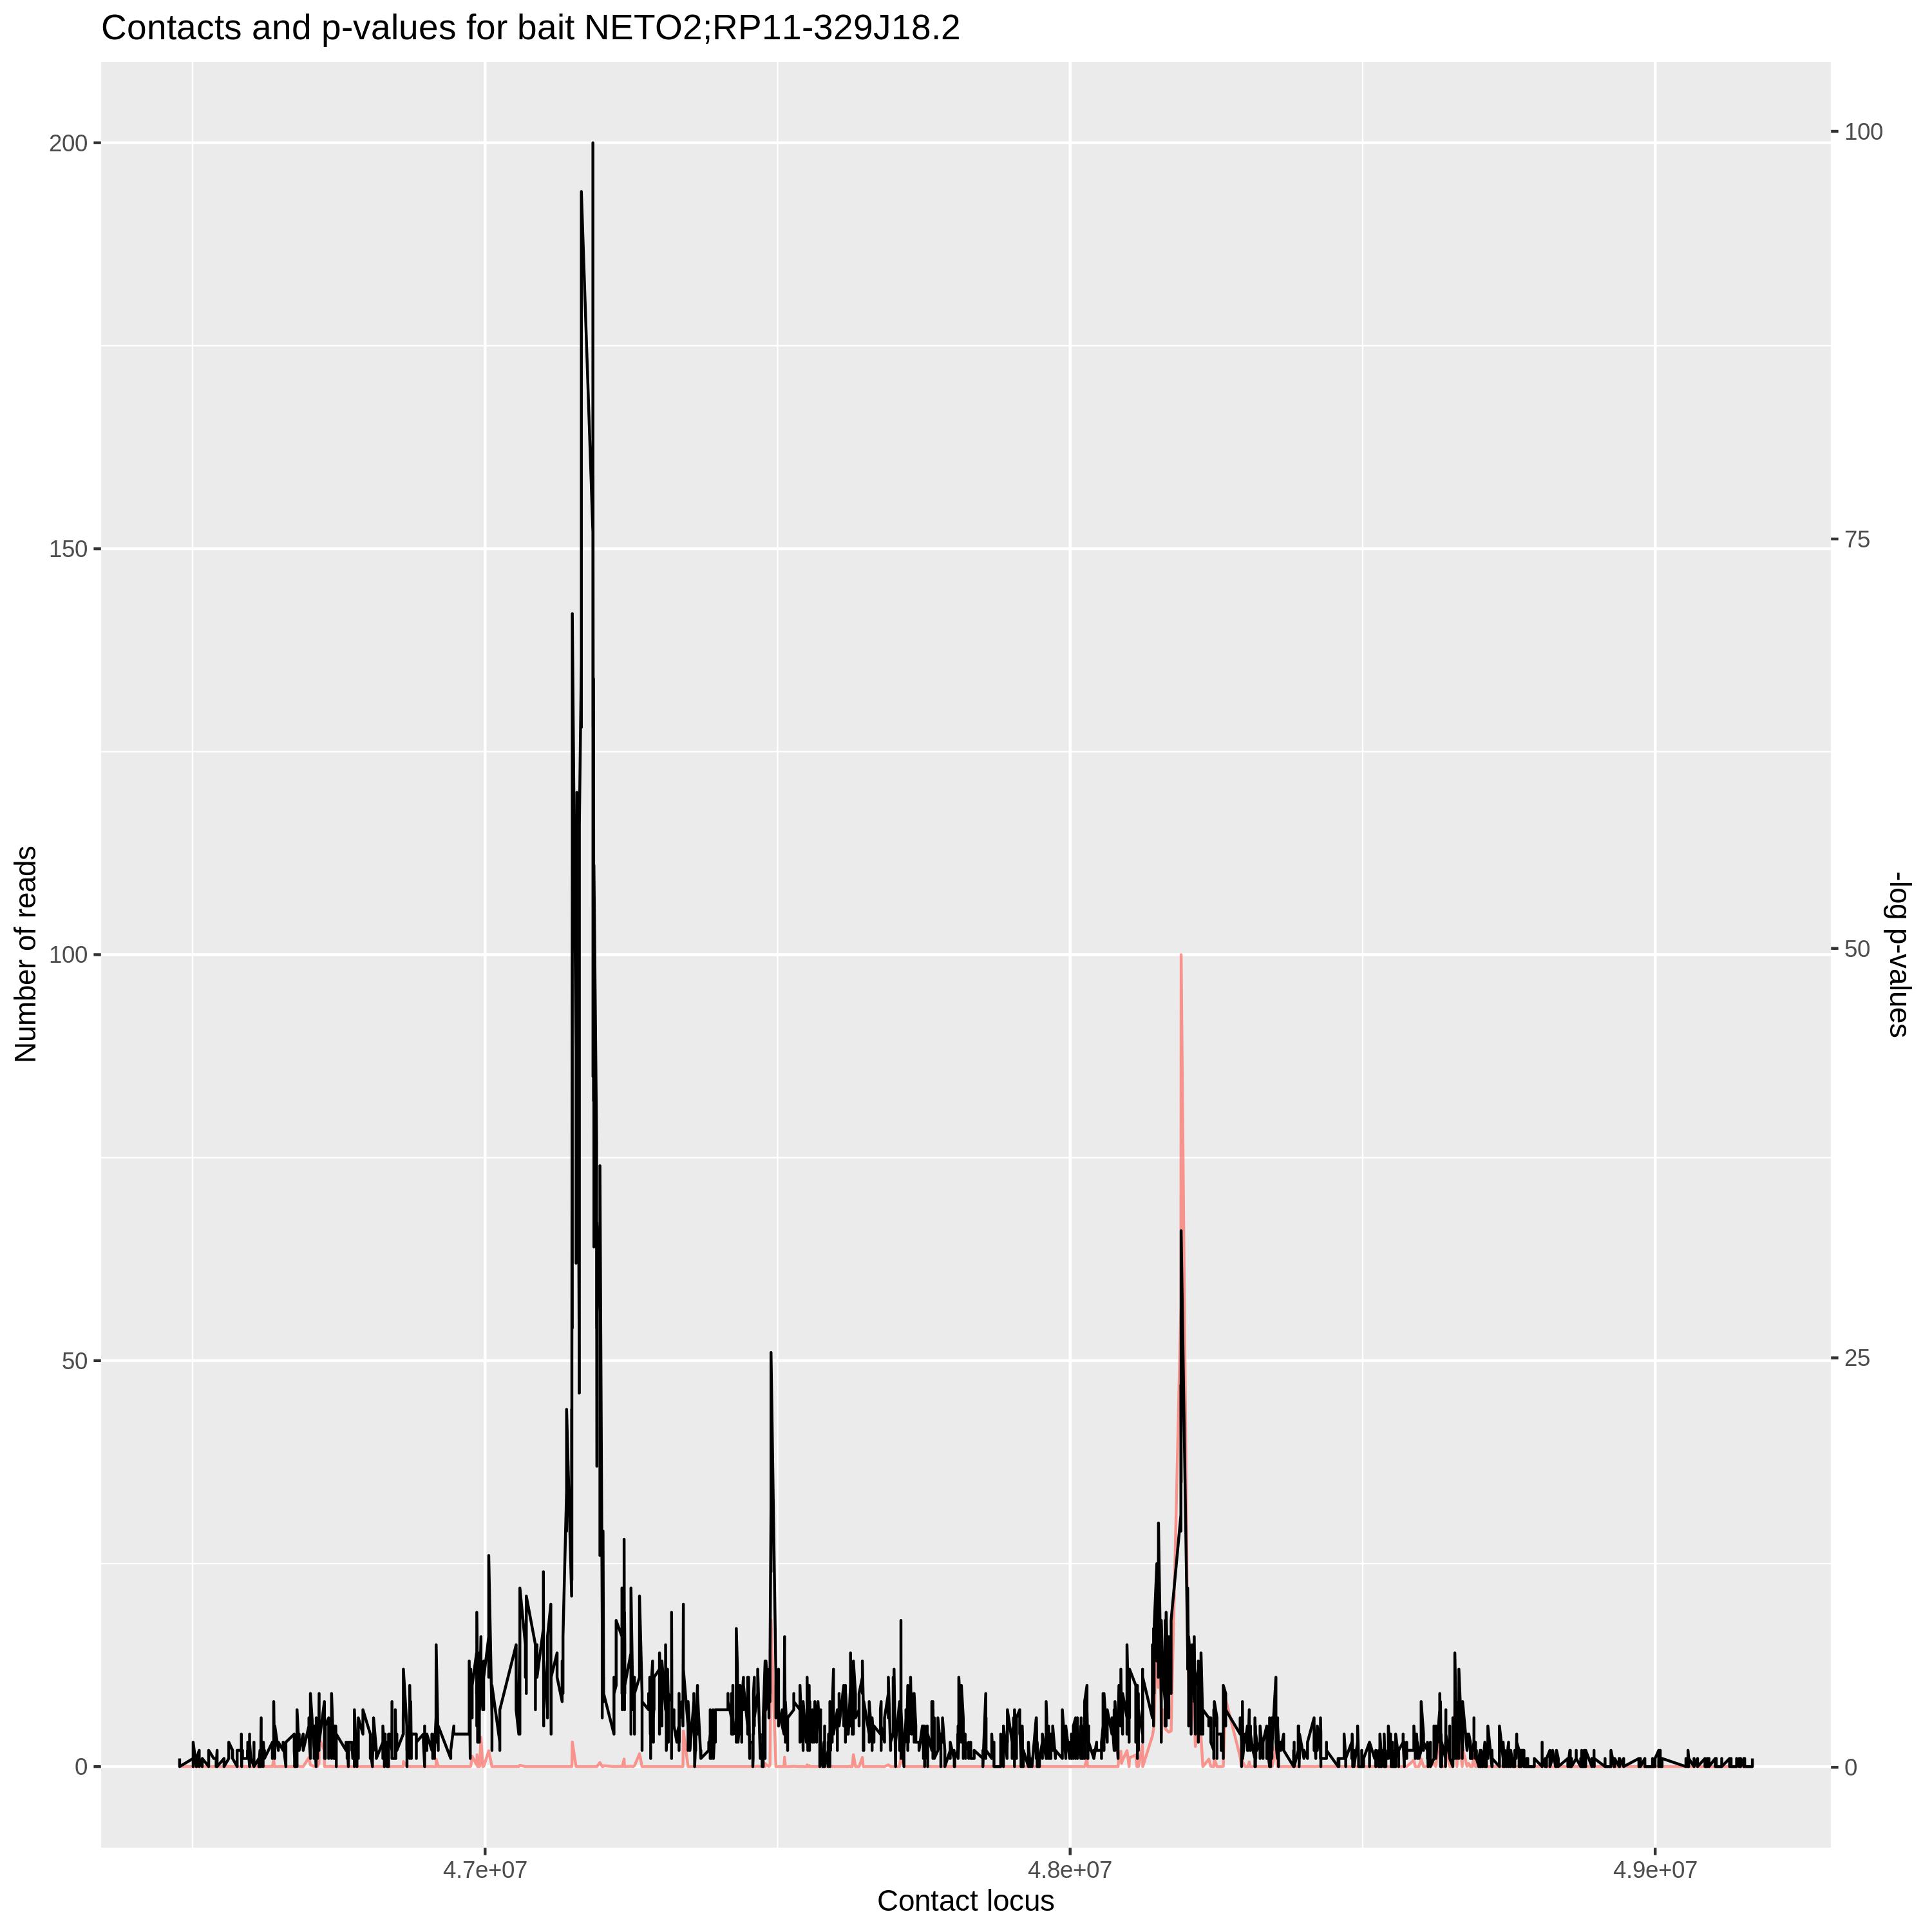 Contacts and p-values for bait NETO2;RP11-329J18.2
200
150
100
50
0
Number of reads
100
75
50
25
0
-log p-values
4.7e+07
4.8e+07
4.9e+07
Contact locus